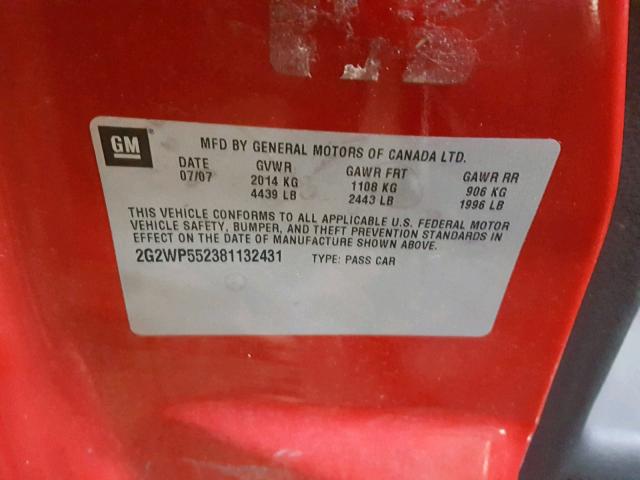 GM
MFD BY GENERAL MOTORS OF CANADA LTD.
DATE GVWR GAWR FRT GAWR RR
07/07 2014 KG 1108 KG 906 KG
4439 LB 2443 LB 1996 LB
THIS VEHICLE CONFORMS TO ALL APPLICABLE U.S. FEDERAL MOTOR
VEHICLE SAFETY, BUMPER, AND THEFT PREVENTION STANDARDS IN
EFFECT ON THE DATE OF MANUFACTURE SHOWN ABOVE.
2G2WP552381132431 TYPE: PASS CAR